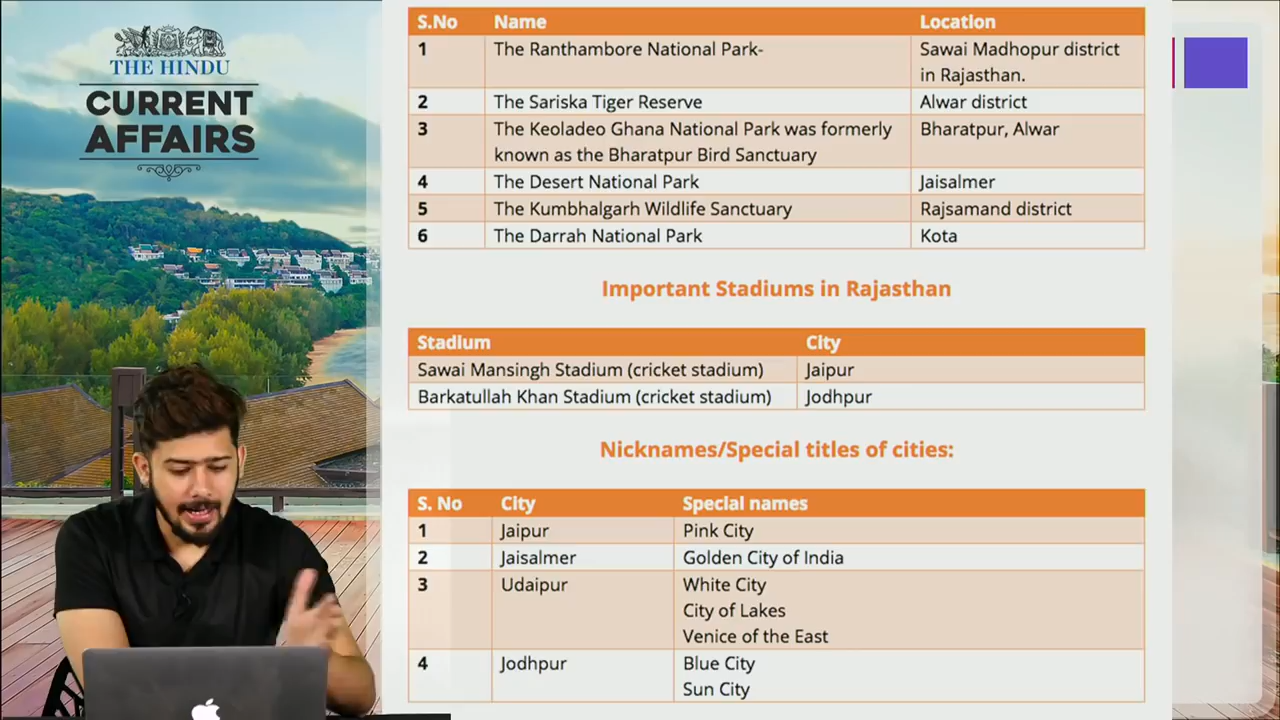 THE HINDU
CURRENT
AFFAIRS
S.No Name Location
1 The Ranthambore National Park- Sawai Madhopur district
in Rajasthan.
2 The Sariska Tiger Reserve Alwar district
3 The Keoladeo Ghana National Park was formerly Bharatpur, Alwar
known as the Bharatpur Bird Sanctuary
4 The Desert National Park Jaisalmer
5 The Kumbhalgarh Wildlife Sanctuary Rajsamand district
6 The Darrah National Park Kota
Important Stadiums in Rajasthan
Stadium City
Sawai Mansingh Stadium (cricket stadium) Jaipur
Barkatullah Khan Stadium (cricket stadium) Jodhpur
Nicknames/Special titles of cities:
S. No City Special names
1 Jaipur Pink City
2 Jaisalmer Golden City of India
3 Udaipur White City
City of Lakes
Venice of the East
4 Jodhpur Blue City
Sun City